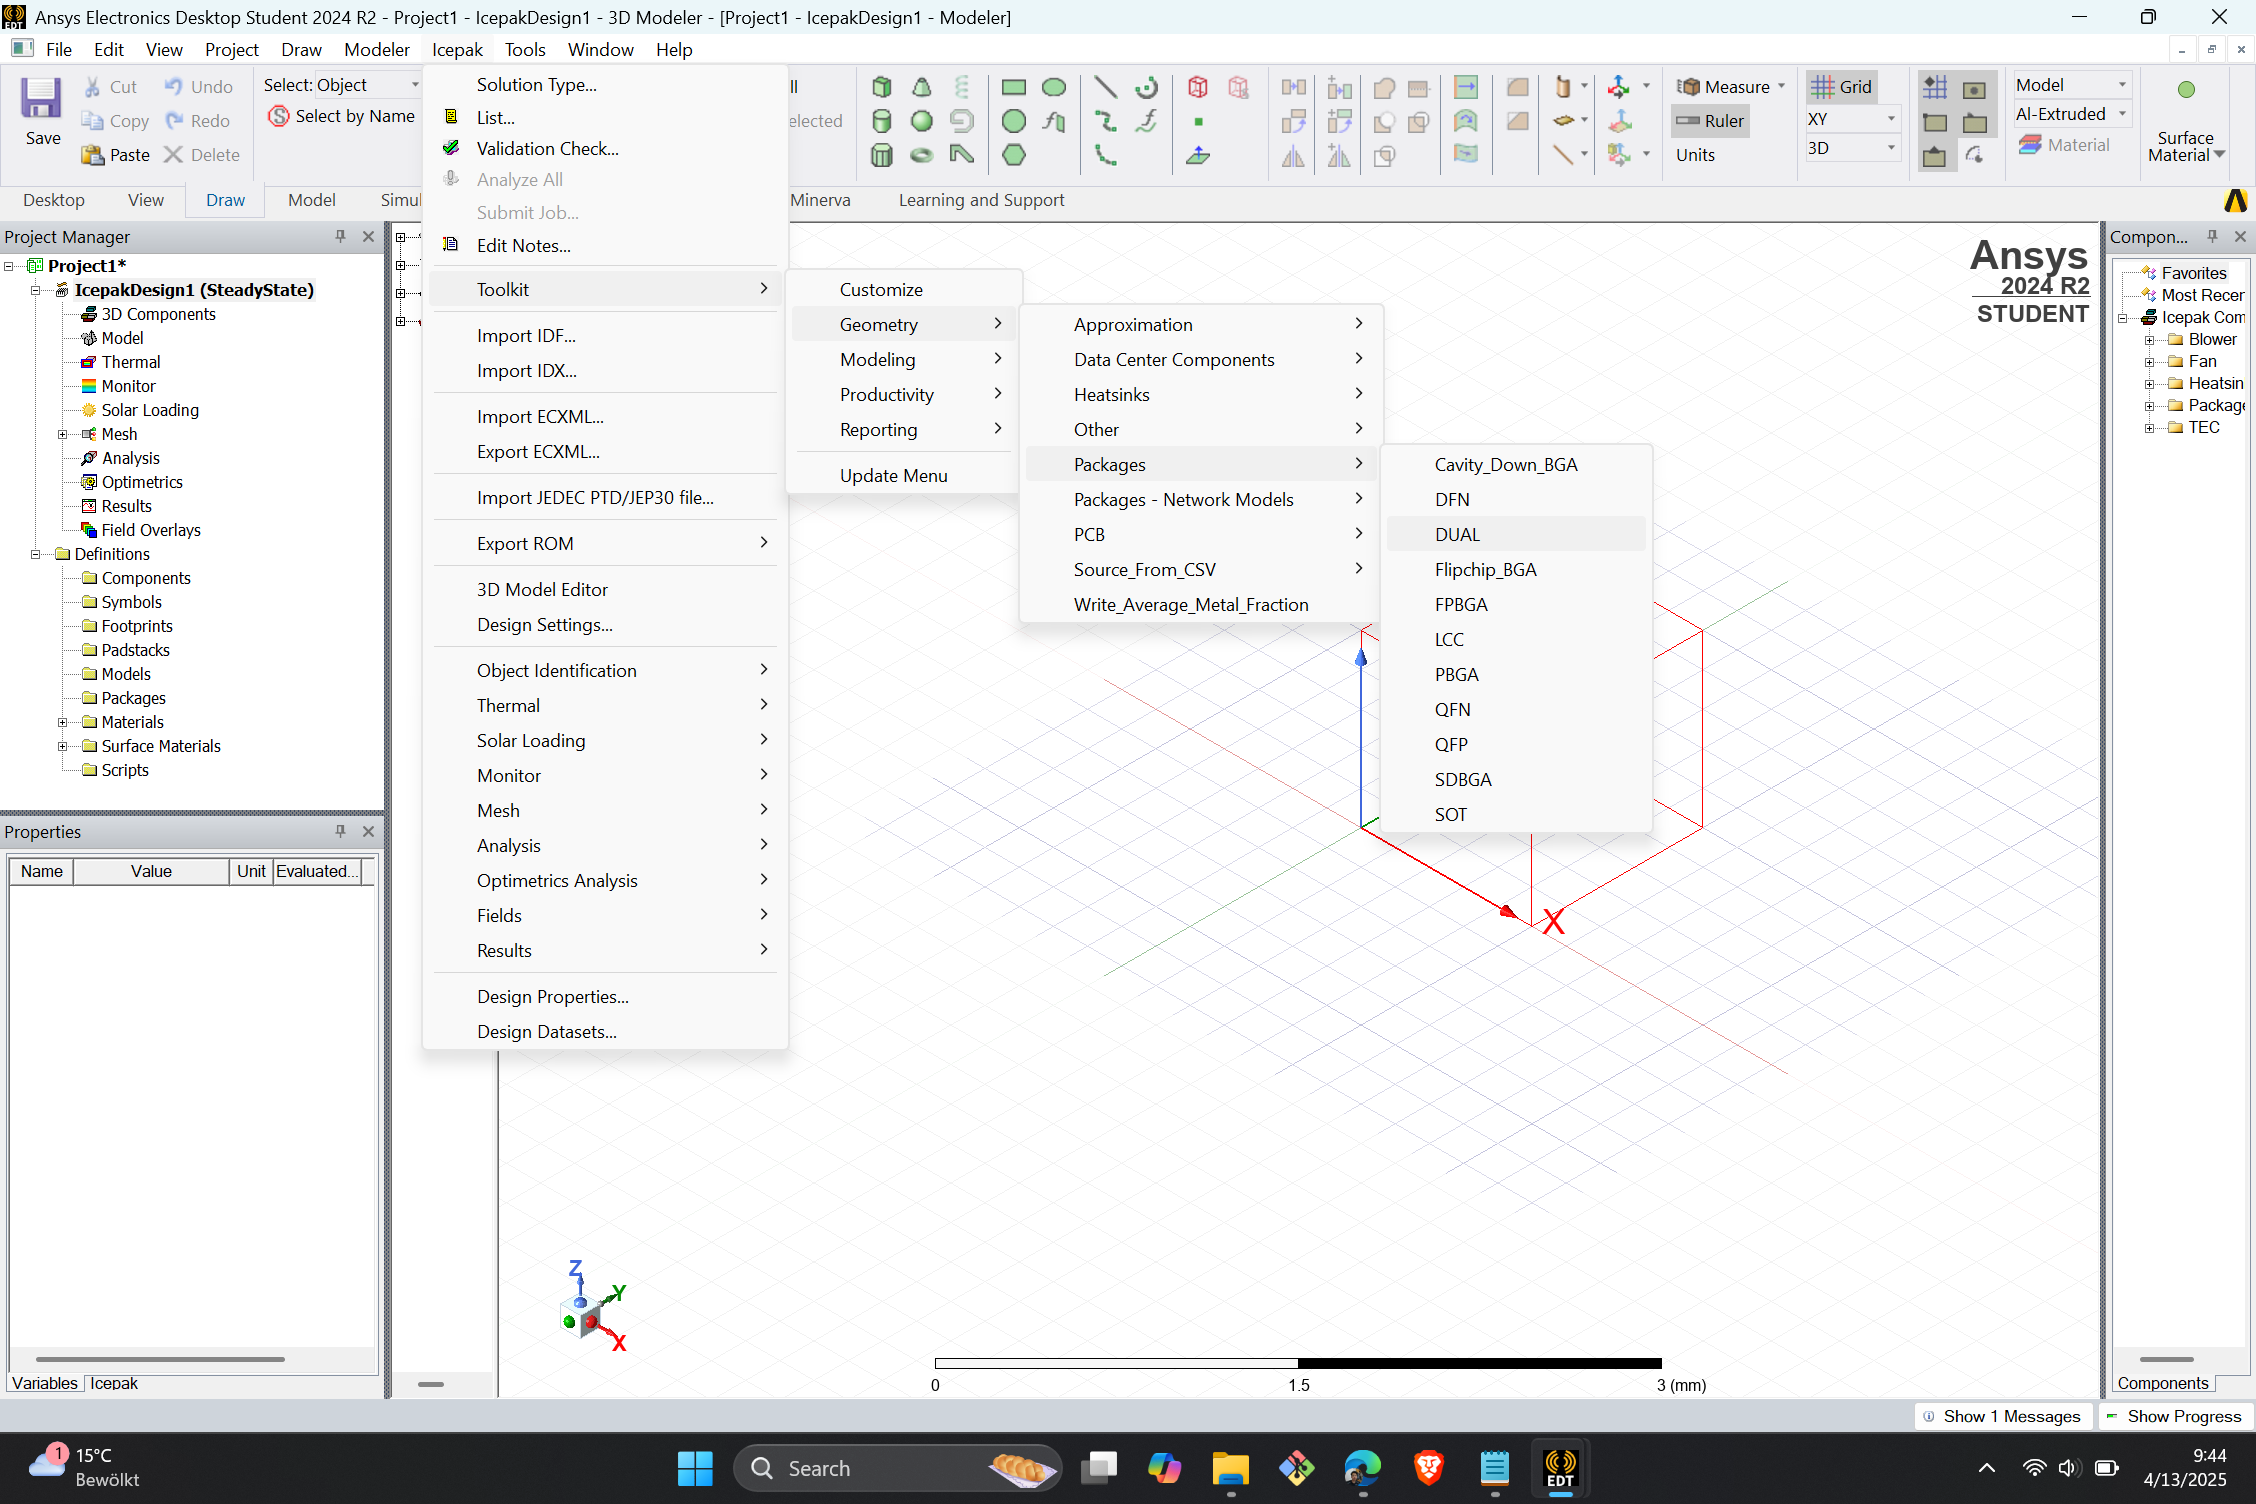 Ansys Electronics Desktop Student 2024 R2 - Project1 - IcepakDesign1 - 3D Modeler - [Project1 - IcepakDesign1 - Modeler]
File Edit View Project Draw Modeler Icepak Tools Window Help
Save
Cut
Copy
Paste
Undo
Redo
Delete
Select: Object
Select by Name
Measure
Ruler
Units
Grid
XY
3D
Model
Al-Extruded
Material
Surface
Material
Desktop View Draw Model Minerva Learning and Support
Project Manager
Project1*
IcepakDesign1 (SteadyState)
3D Components
Model
Thermal
Monitor
Solar Loading
Mesh
Analysis
Optimetrics
Results
Field Overlays
Definitions
Components
Symbols
Footprints
Padstacks
Models
Packages
Materials
Surface Materials
Scripts
Properties
Name Value Unit Evaluated...
Variables Icepak
Solution Type...
List...
Validation Check...
Analyze All
Submit Job...
Edit Notes...
Toolkit
Import IDF...
Import IDX...
Import ECXML...
Export ECXML...
Import JEDEC PTD/JEP30 file...
Export ROM
3D Model Editor
Design Settings...
Object Identification
Thermal
Solar Loading
Monitor
Mesh
Analysis
Optimetrics Analysis
Fields
Results
Design Properties...
Design Datasets...
Customize
Geometry
Modeling
Productivity
Reporting
Update Menu
Approximation
Data Center Components
Heatsinks
Other
Packages
Packages - Network Models
PCB
Source_From_CSV
Write_Average_Metal_Fraction
Cavity_Down_BGA
DFN
DUAL
Flipchip_BGA
FPBGA
LCC
PBGA
QFN
QFP
SDBGA
SOT
Ansys
2024 R2
STUDENT
X
Z
Y
X
0 1.5 3 (mm)
Compon...
Favorites
Most Recen
Icepak Com
Blower
Fan
Heatsin
Package
TEC
Components
Show 1 Messages
Show Progress
1
15°C
Bewölkt
Search
EDT
9:44
4/13/2025